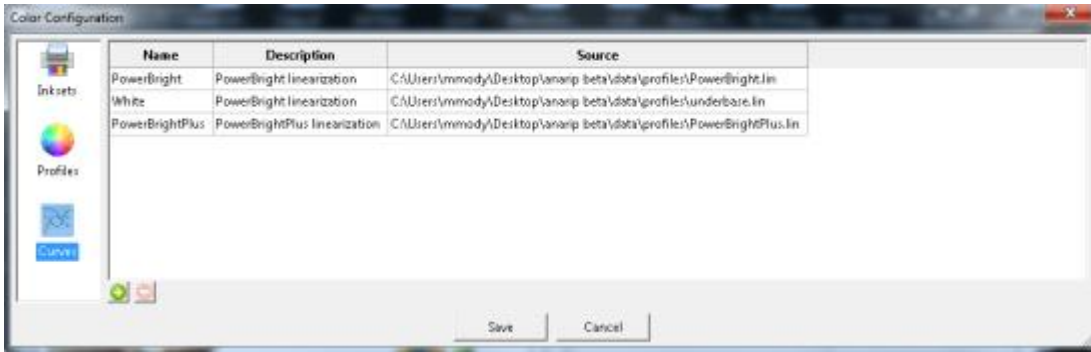 Color Configuration
Inksets
Profiles
Curves
Name Description Source
PowerBright PowerBright linearization C:\Users\mmody\Desktop\anarip beta\data\profiles\PowerBright.lin
White PowerBright linearization C:\Users\mmody\Desktop\anarip beta\data\profiles\underbase.lin
PowerBrightPlus PowerBrightPlus linearization C:\Users\mmody\Desktop\anarip beta\data\profiles\PowerBrightPlus.lin
Save Cancel